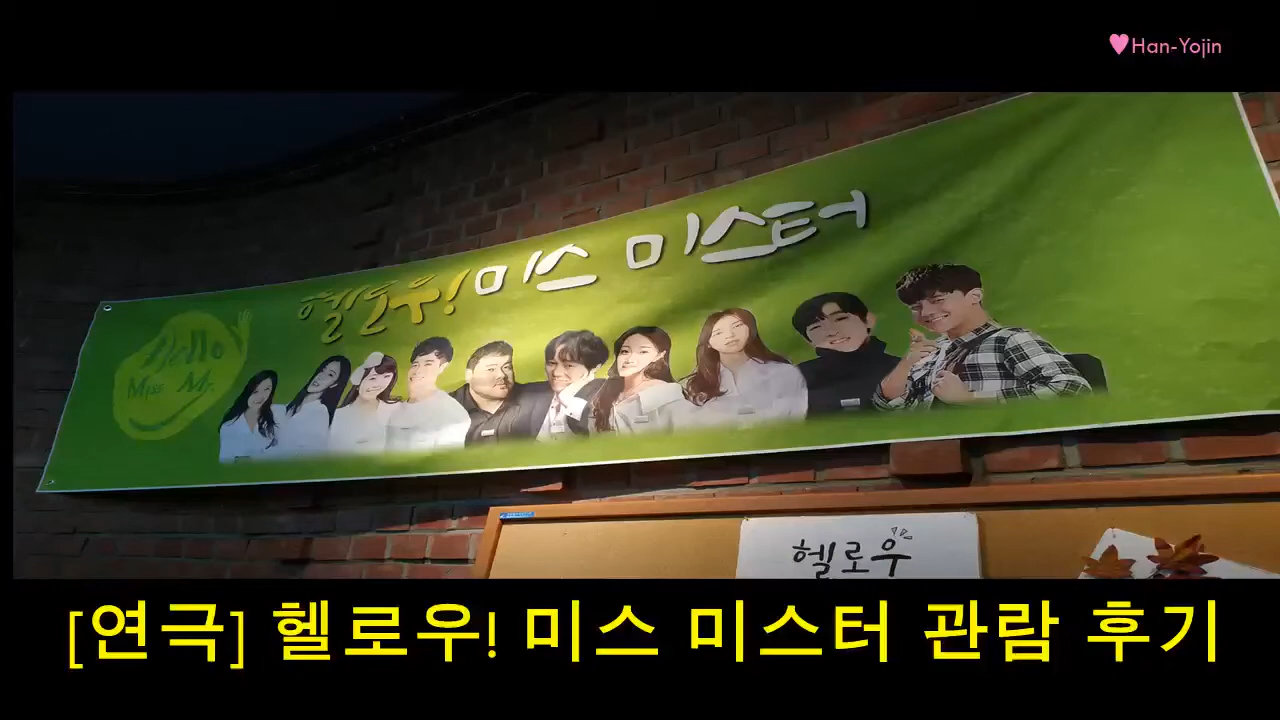 ♥Han-Yojin
헬로우! 미스 미스터
Hello
Miss Mr.
헬로우
[연극] 헬로우! 미스 미스터 관람 후기